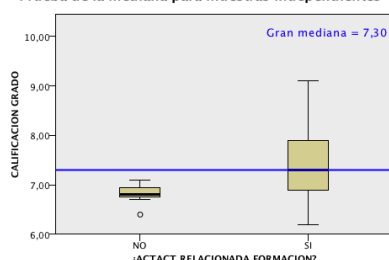 Prueba de la mediana para muestras independientes
Gran mediana = 7,30
10,00
9,00
8,00
7,00
6,00
CALIFICACION GRADO
NO
SI
¿ACTACT RELACIONADA FORMACION?